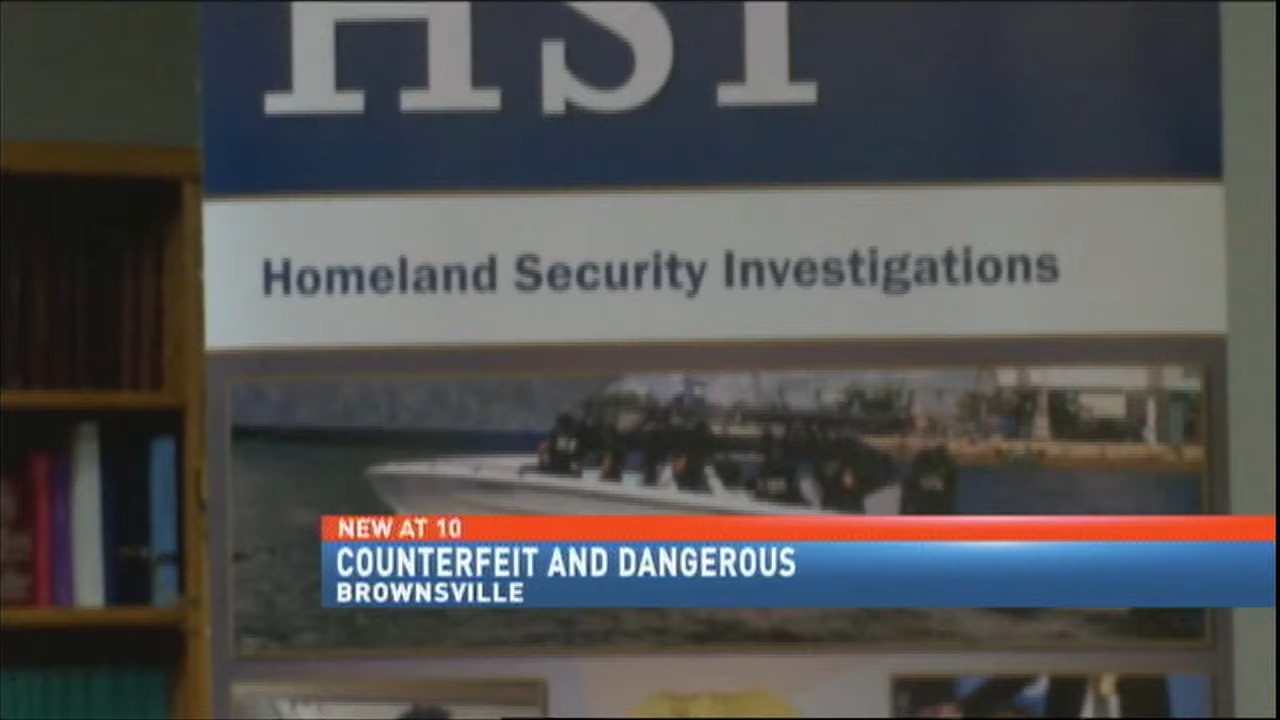 HSI
Homeland Security Investigations
NEW AT 10
COUNTERFEIT AND DANGEROUS
BROWNSVILLE